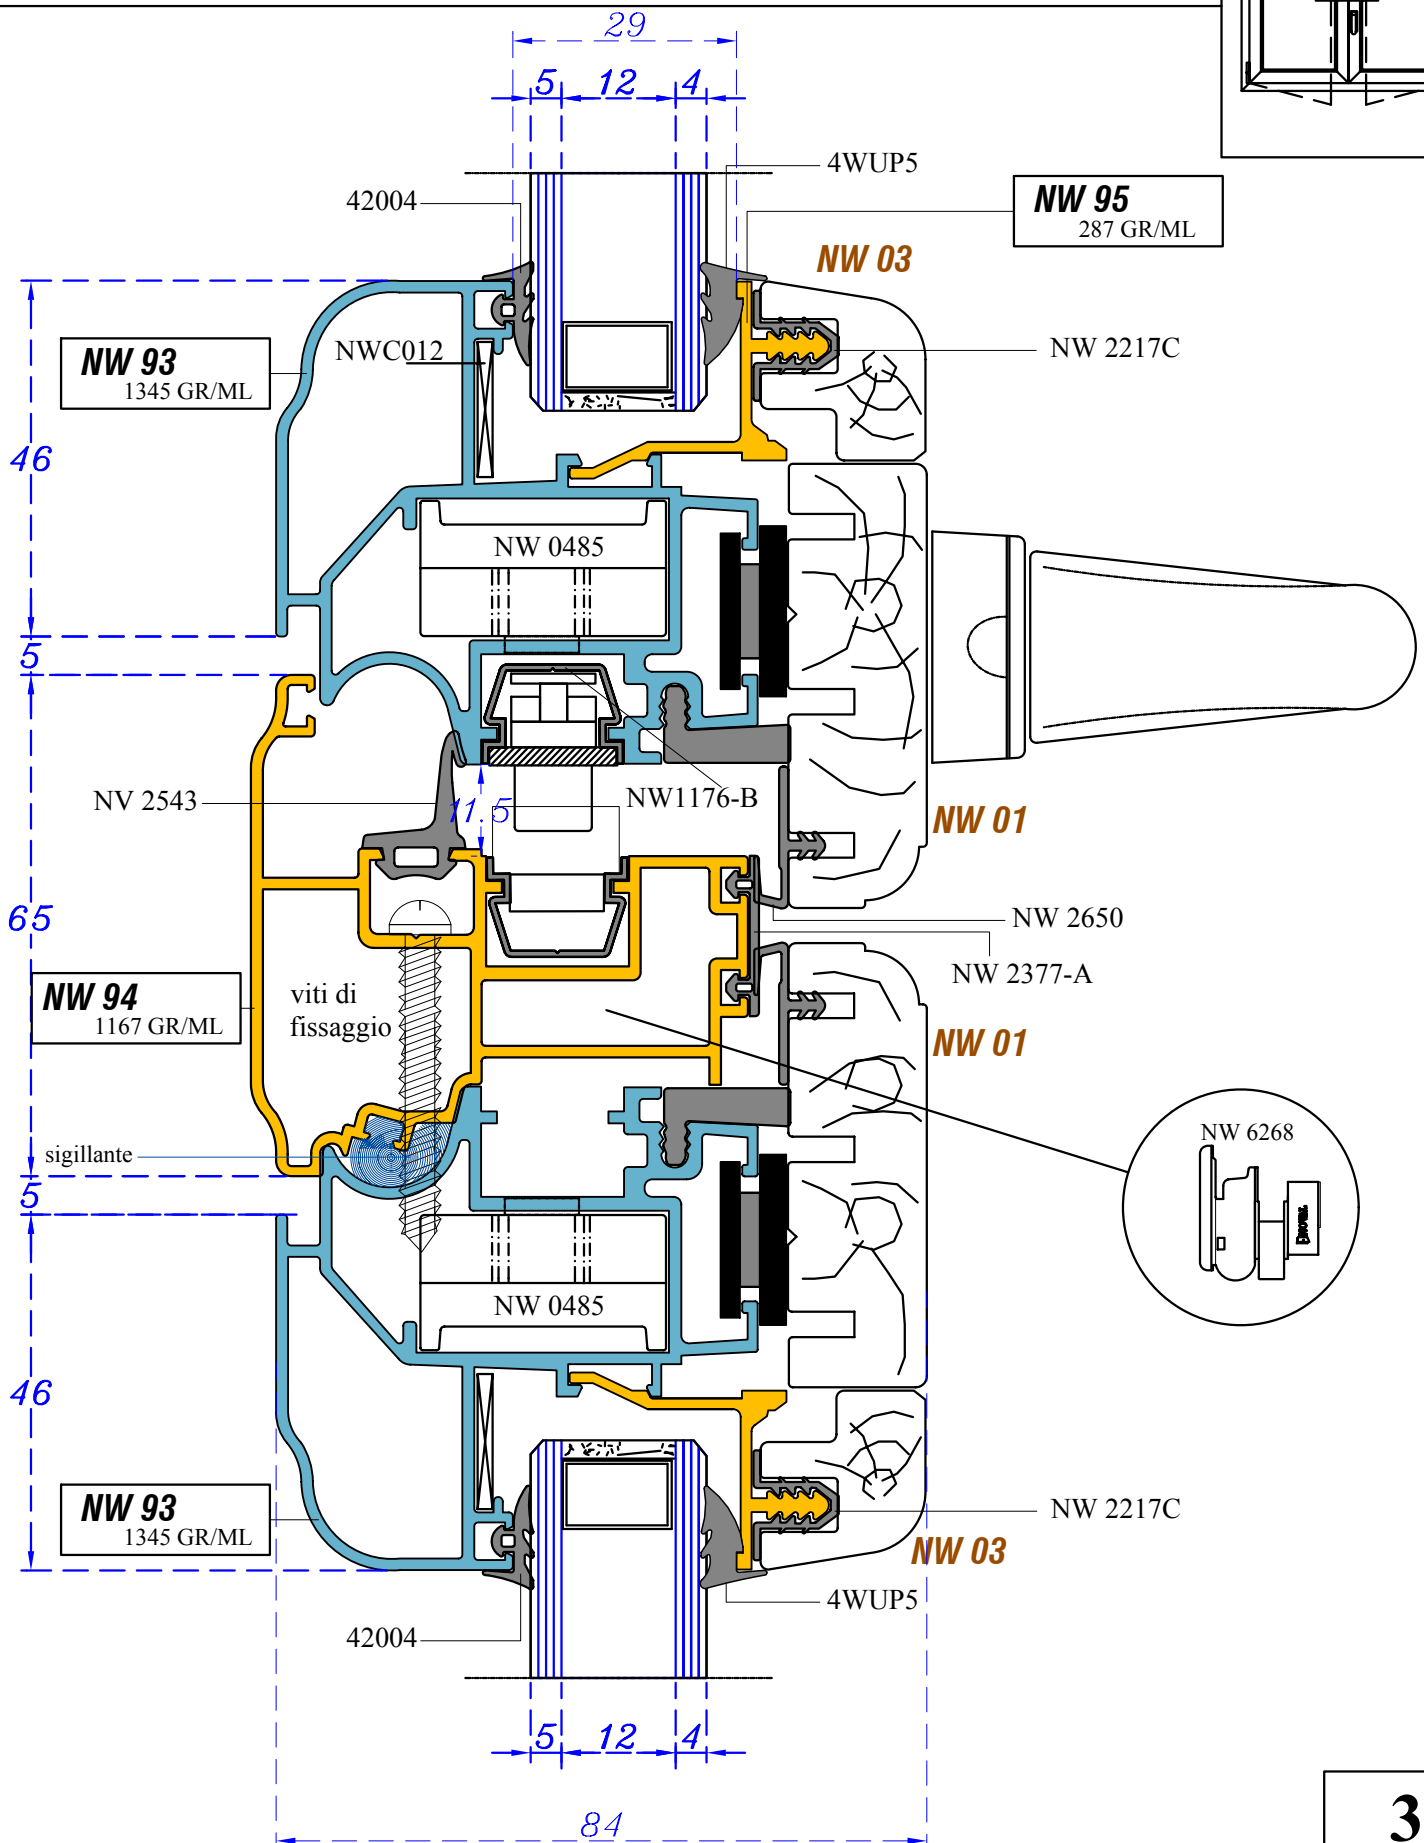 29
5 12 4
4WUP5
42004
NW 95
287 GR/ML
NW 03
NWC012
NW 2217C
NW 93
1345 GR/ML
46
NW 0485
5
NV 2543
11.5
NW1176-B
NW 01
65
NW 2650
NW 2377-A
NW 94
1167 GR/ML
viti di
fissaggio
NW 01
NW 6268
sigillante
5
NW 0485
46
NW 93
1345 GR/ML
NW 2217C
NW 03
4WUP5
42004
5 12 4
84
3